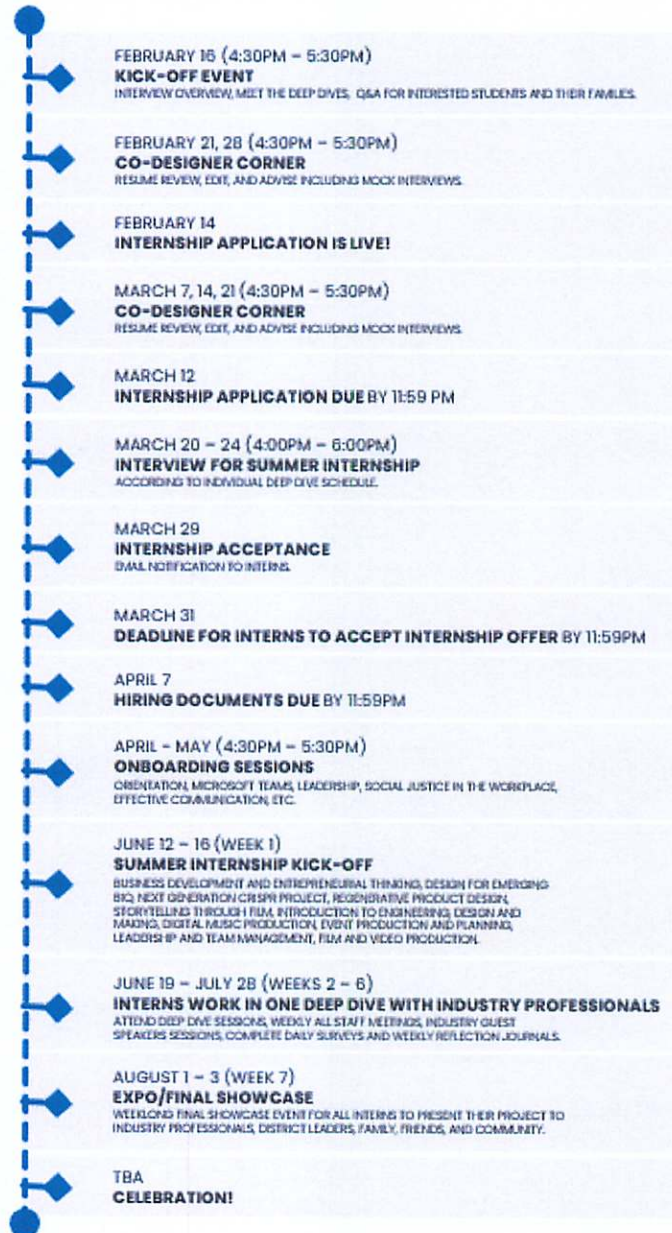 FEBRUARY 16 (4:30PM – 5:30PM)
KICK-OFF EVENT
INTERVIEW OVERVIEW, MEET THE DEEP DIVES, Q&A FOR INTERESTED STUDENTS AND THEIR FAMILIES.
FEBRUARY 21, 28 (4:30PM – 5:30PM)
CO-DESIGNER CORNER
RESUME REVIEW, EDIT, AND ADVISE INCLUDING MOCK INTERVIEWS.
FEBRUARY 14
INTERNSHIP APPLICATION IS LIVE!
MARCH 7, 14, 21 (4:30PM – 5:30PM)
CO-DESIGNER CORNER
RESUME REVIEW, EDIT, AND ADVISE INCLUDING MOCK INTERVIEWS.
MARCH 12
INTERNSHIP APPLICATION DUE BY 11:59 PM
MARCH 20 – 24 (4:00PM – 6:00PM)
INTERVIEW FOR SUMMER INTERNSHIP
ACCORDING TO INDIVIDUAL DEEP DIVE SCHEDULE.
MARCH 29
INTERNSHIP ACCEPTANCE
EMAIL NOTIFICATION TO INTERNS.
MARCH 31
DEADLINE FOR INTERNS TO ACCEPT INTERNSHIP OFFER BY 11:59PM
APRIL 7
HIRING DOCUMENTS DUE BY 11:59PM
APRIL - MAY (4:30PM – 5:30PM)
ONBOARDING SESSIONS
ORIENTATION, MICROSOFT TEAMS, LEADERSHIP, SOCIAL JUSTICE IN THE WORKPLACE,
EFFECTIVE COMMUNICATION, ETC.
JUNE 12 – 16 (WEEK 1)
SUMMER INTERNSHIP KICK-OFF
BUSINESS DEVELOPMENT AND ENTREPRENEURIAL THINKING, DESIGN FOR EMERGING
BIO, NEXT GENERATION CRISPR PROJECT, REGENERATIVE PRODUCT DESIGN,
STORYTELLING THROUGH FILM, INTRODUCTION TO ENGINEERING, DESIGN AND
MAKING, DIGITAL MUSIC PRODUCTION, EVENT PRODUCTION AND PLANNING,
LEADERSHIP AND TEAM MANAGEMENT, FILM AND VIDEO PRODUCTION.
JUNE 19 – JULY 28 (WEEKS 2 – 6)
INTERNS WORK IN ONE DEEP DIVE WITH INDUSTRY PROFESSIONALS
ATTEND DEEP DIVE SESSIONS, WEEKLY ALL STAFF MEETINGS, INDUSTRY GUEST
SPEAKERS SESSIONS, COMPLETE DAILY SURVEYS AND WEEKLY REFLECTION JOURNALS.
AUGUST 1 – 3 (WEEK 7)
EXPO/FINAL SHOWCASE
WEEKLONG FINAL SHOWCASE EVENT FOR ALL INTERNS TO PRESENT THEIR PROJECT TO
INDUSTRY PROFESSIONALS, DISTRICT LEADERS, FAMILY, FRIENDS, AND COMMUNITY.
TBA
CELEBRATION!